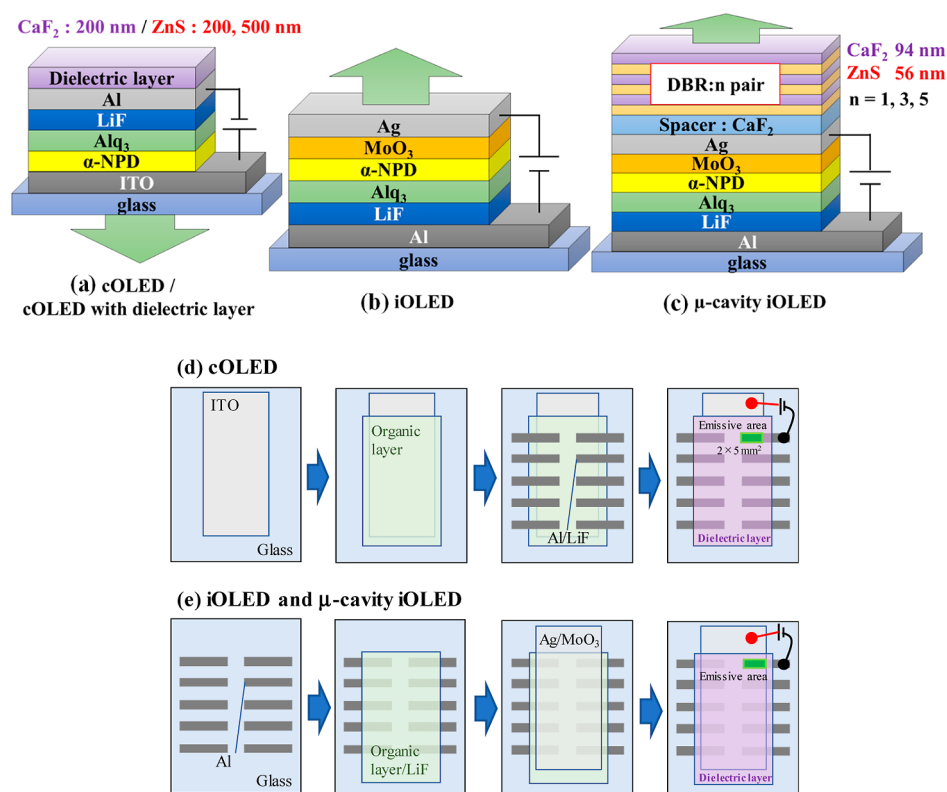 CaF₂ : 200 nm / ZnS : 200, 500 nm
Dielectric layer
Al
LiF
Alq₃
α-NPD
ITO
glass
(a) cOLED /
cOLED with dielectric layer
Ag
MoO₃
α-NPD
Alq₃
LiF
Al
glass
(b) iOLED
CaF₂ 94 nm
ZnS 56 nm
n = 1, 3, 5
DBR:n pair
Spacer : CaF₂
Ag
MoO₃
α-NPD
Alq₃
LiF
Al
glass
(c) μ-cavity iOLED
(d) cOLED
ITO
Glass
Organic
layer
Al/LiF
Emissive area
2×5 mm²
Dielectric layer
(e) iOLED and μ-cavity iOLED
Al
Glass
Organic
layer/LiF
Ag/MoO₃
Emissive area
Dielectric layer